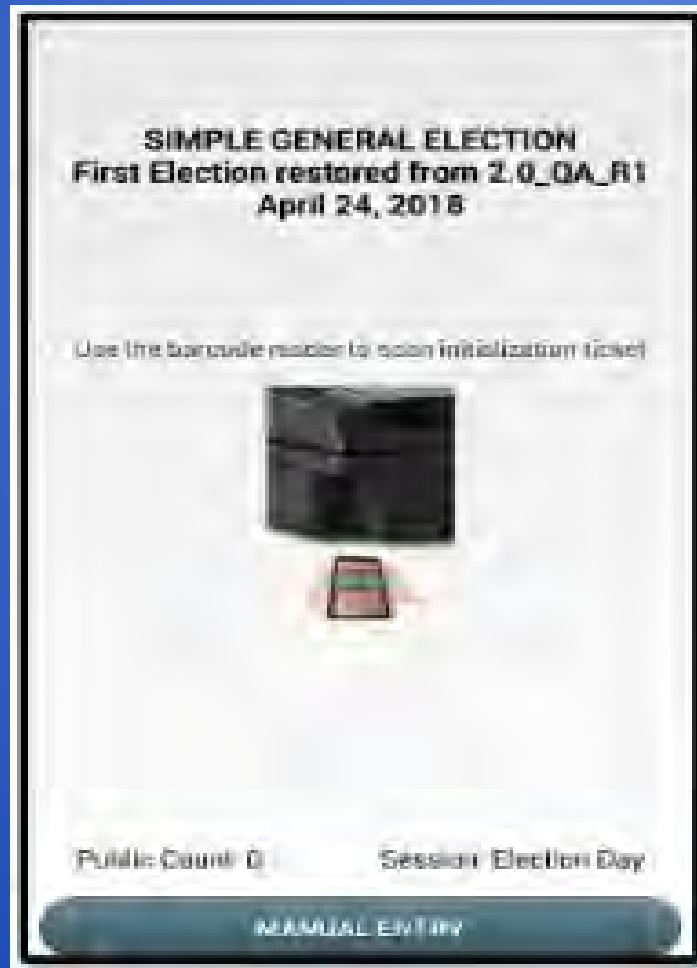 SIMPLE GENERAL ELECTION
First Election restored from 2.0_QA_R1
April 24, 2018
Use the barcode reader to scan initialization ticket
Public Count: 0
Session: Election Day
MANUAL ENTRY